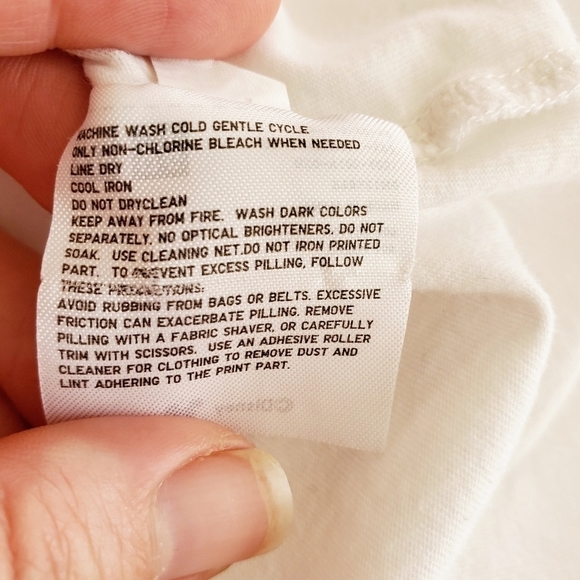 MACHINE WASH COLD GENTLE CYCLE
ONLY NON-CHLORINE BLEACH WHEN NEEDED
LINE DRY
COOL IRON
DO NOT DRYCLEAN
KEEP AWAY FROM FIRE. WASH DARK COLORS
SEPARATELY, NO OPTICAL BRIGHTENERS, DO NOT
SOAK. USE CLEANING NET,DO NOT IRON PRINTED
PART. TO PREVENT EXCESS PILLING, FOLLOW
THESE PRECAUTIONS:
AVOID RUBBING FROM BAGS OR BELTS. EXCESSIVE
FRICTION CAN EXACERBATE PILLING. REMOVE
PILLING WITH A FABRIC SHAVER, OR CAREFULLY
TRIM WITH SCISSORS. USE AN ADHESIVE ROLLER
CLEANER FOR CLOTHING TO REMOVE DUST AND
LINT ADHERING TO THE PRINT PART.
©Disney